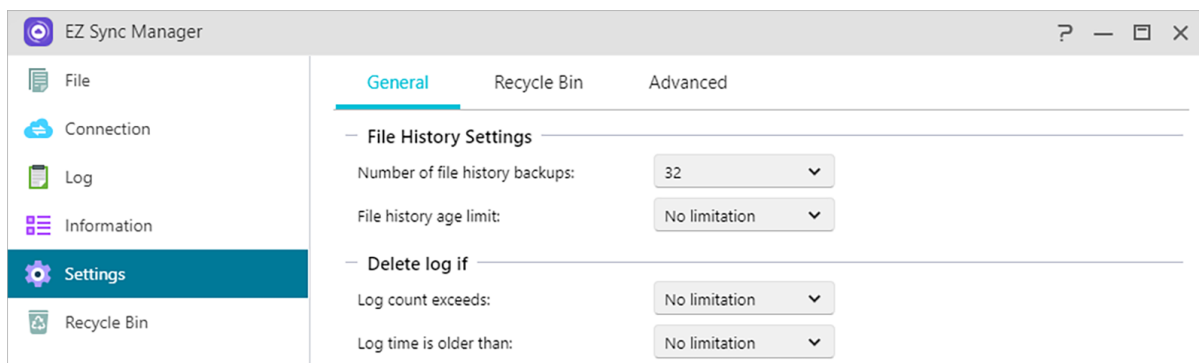 EZ Sync Manager
File
Connection
Log
Information
Settings
Recycle Bin
General Recycle Bin Advanced
File History Settings
Number of file history backups: 32
File history age limit: No limitation
Delete log if
Log count exceeds: No limitation
Log time is older than: No limitation